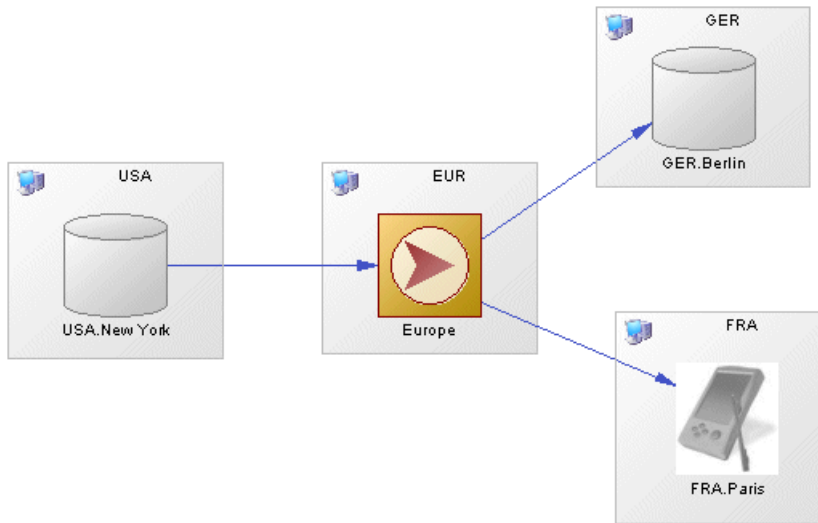 GER
GER.Berlin
USA
USA.New York
EUR
Europe
FRA
FRA.Paris